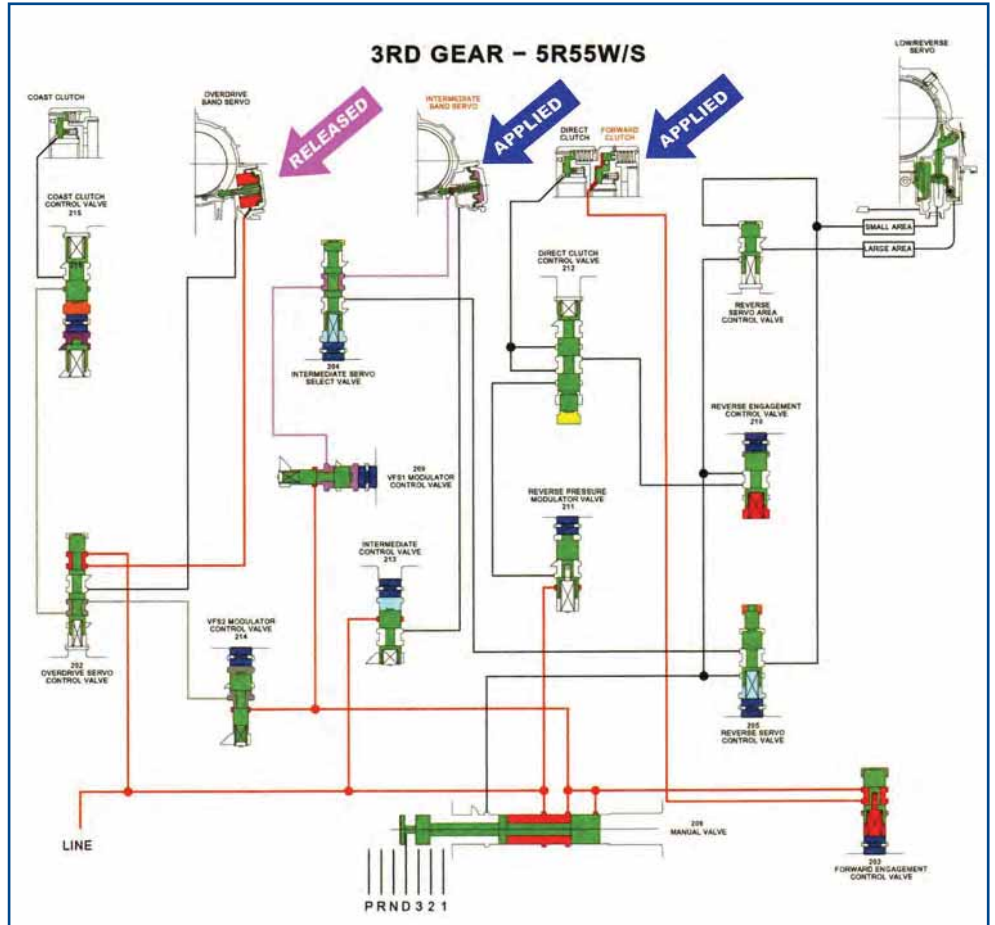 3RD GEAR – 5R55W/S
LOW/REVERSE
SERVO
COAST CLUTCH
OVERDRIVE
BAND SERVO
RELEASED
INTERMEDIATE
BAND SERVO
APPLIED
DIRECT
CLUTCH
FORWARD
CLUTCH
APPLIED
COAST CLUTCH
CONTROL VALVE
215
SMALL AREA
LARGE AREA
DIRECT CLUTCH
CONTROL VALVE
212
REVERSE
SERVO AREA
CONTROL VALVE
204
INTERMEDIATE SERVO
SELECT VALVE
REVERSE ENGAGEMENT
CONTROL VALVE
210
209
VFS1 MODULATOR
CONTROL VALVE
REVERSE PRESSURE
MODULATOR VALVE
211
INTERMEDIATE
CONTROL VALVE
213
VFS2 MODULATOR
CONTROL VALVE
214
202
OVERDRIVE SERVO
CONTROL VALVE
205
REVERSE SERVO
CONTROL VALVE
LINE
MANUAL VALVE
203
FORWARD ENGAGEMENT
CONTROL VALVE
P R N D 3 2 1